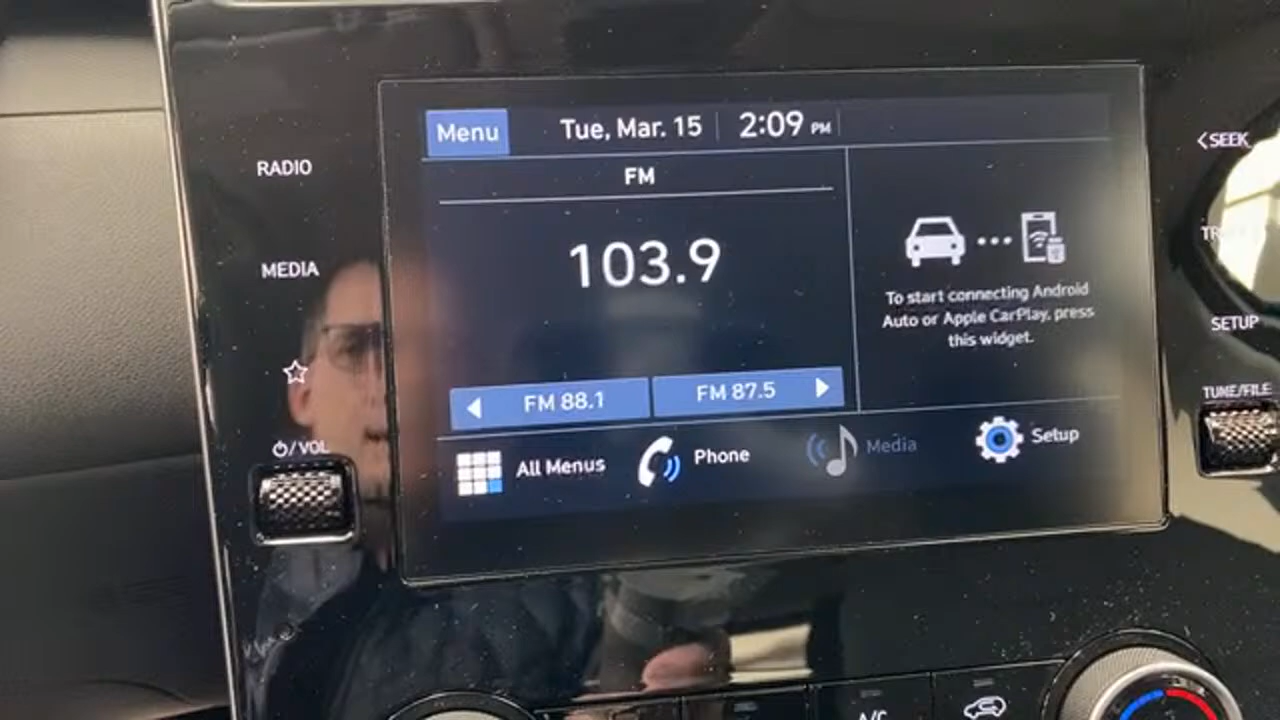 Menu
Tue, Mar. 15
2:09 PM
RADIO
MEDIA
/ VOL
FM
103.9
FM 88.1
FM 87.5
To start connecting Android
Auto or Apple CarPlay, press
this widget.
All Menus
Phone
Media
Setup
SEEK
SETUP
TUNE/FILE
A/C